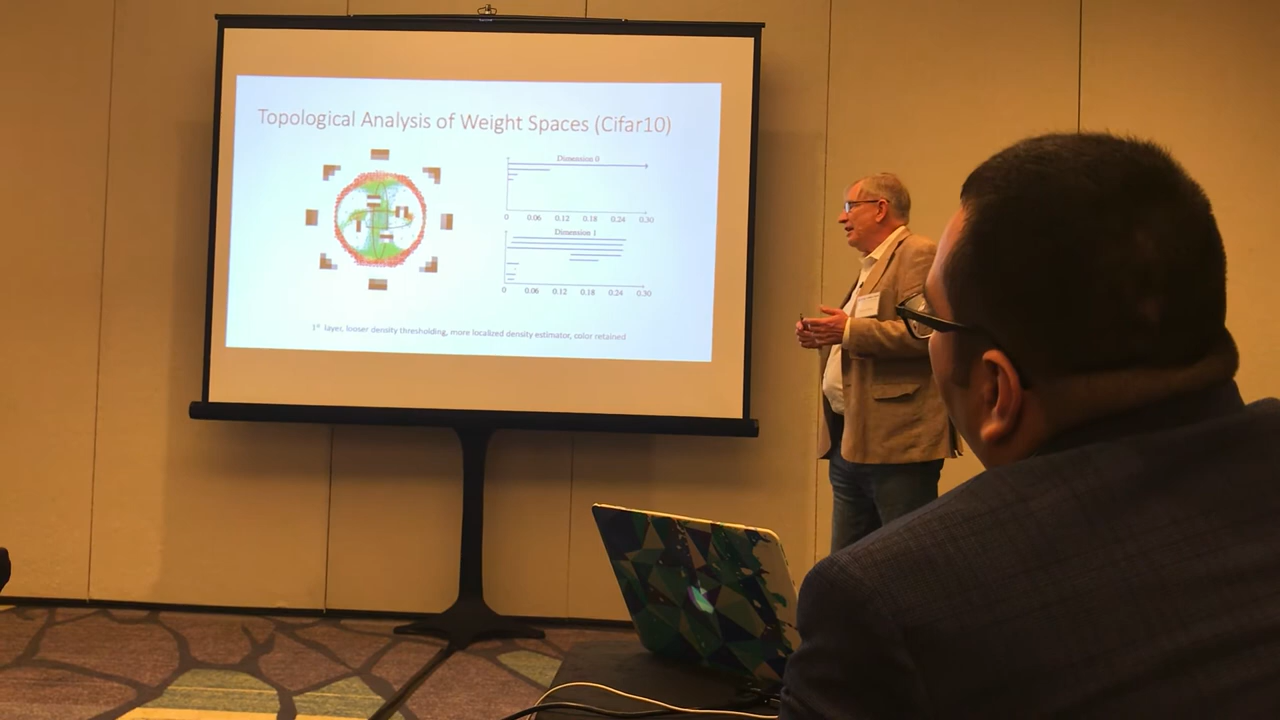 Topological Analysis of Weight Spaces (Cifar10)
Dimension 0
0 0.06 0.12 0.18 0.24 0.30
Dimension 1
0 0.06 0.12 0.18 0.24 0.30
1st layer, looser density thresholding, more localized density estimator, color retained